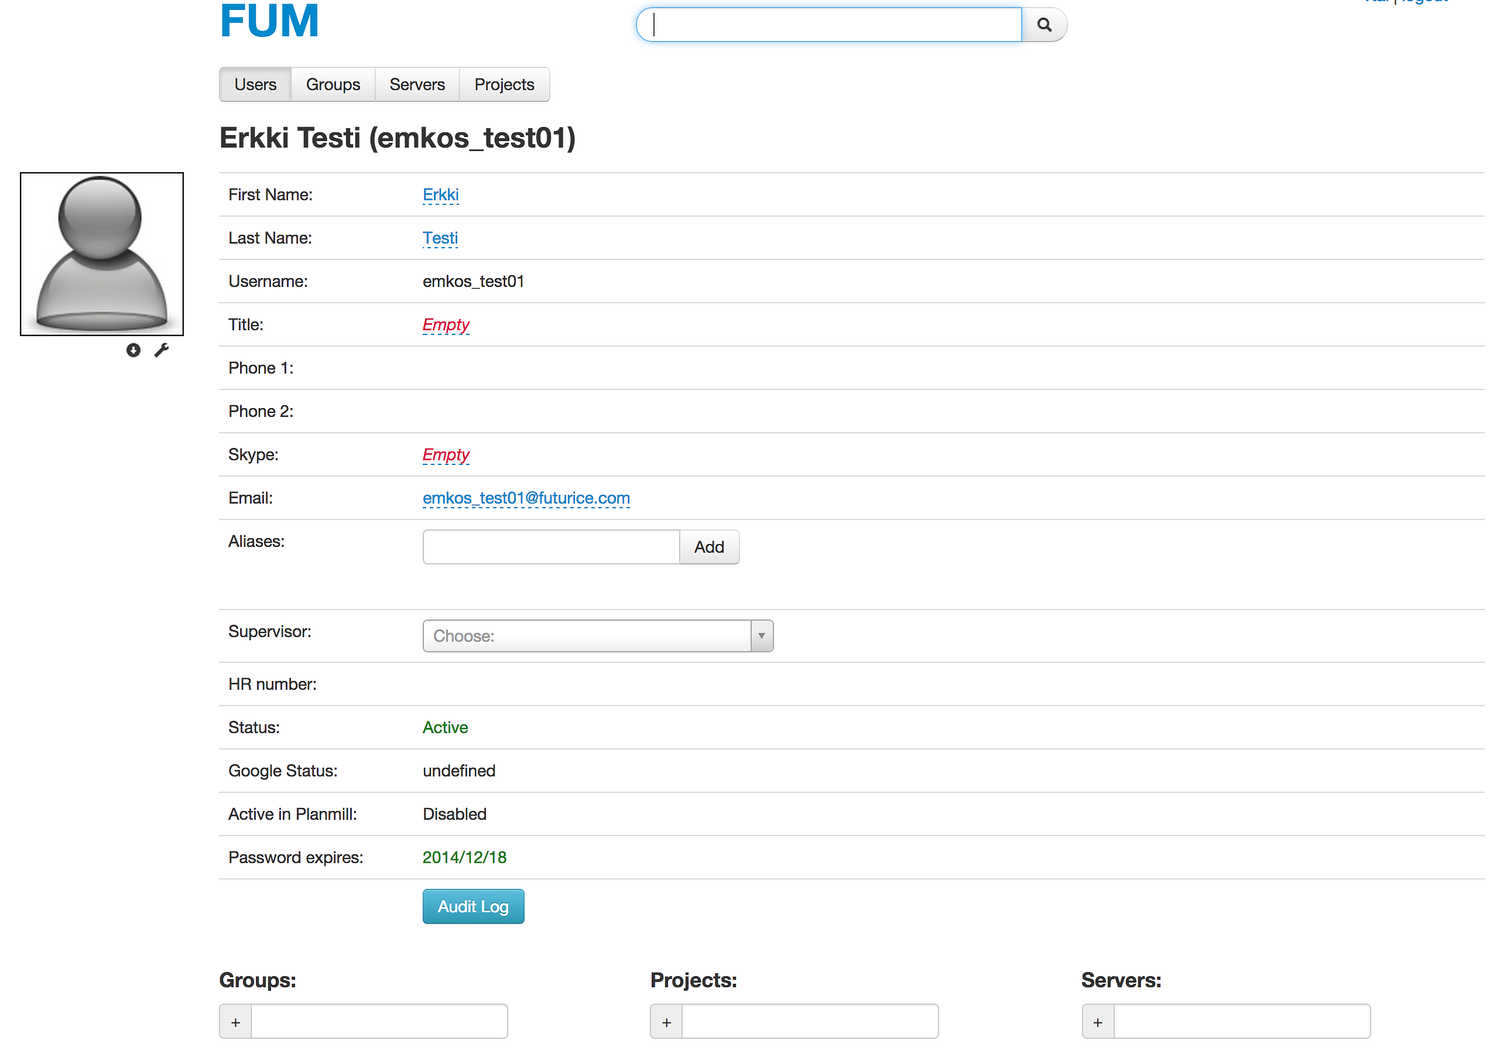 FUM
Users Groups Servers Projects
Erkki Testi (emkos_test01)
First Name: Erkki
Last Name: Testi
Username: emkos_test01
Title: Empty
Phone 1:
Phone 2:
Skype: Empty
Email: emkos_test01@futurice.com
Aliases: Add
Supervisor: Choose:
HR number:
Status: Active
Google Status: undefined
Active in Planmill: Disabled
Password expires: 2014/12/18
Audit Log
Groups: Projects: Servers:
+ + +